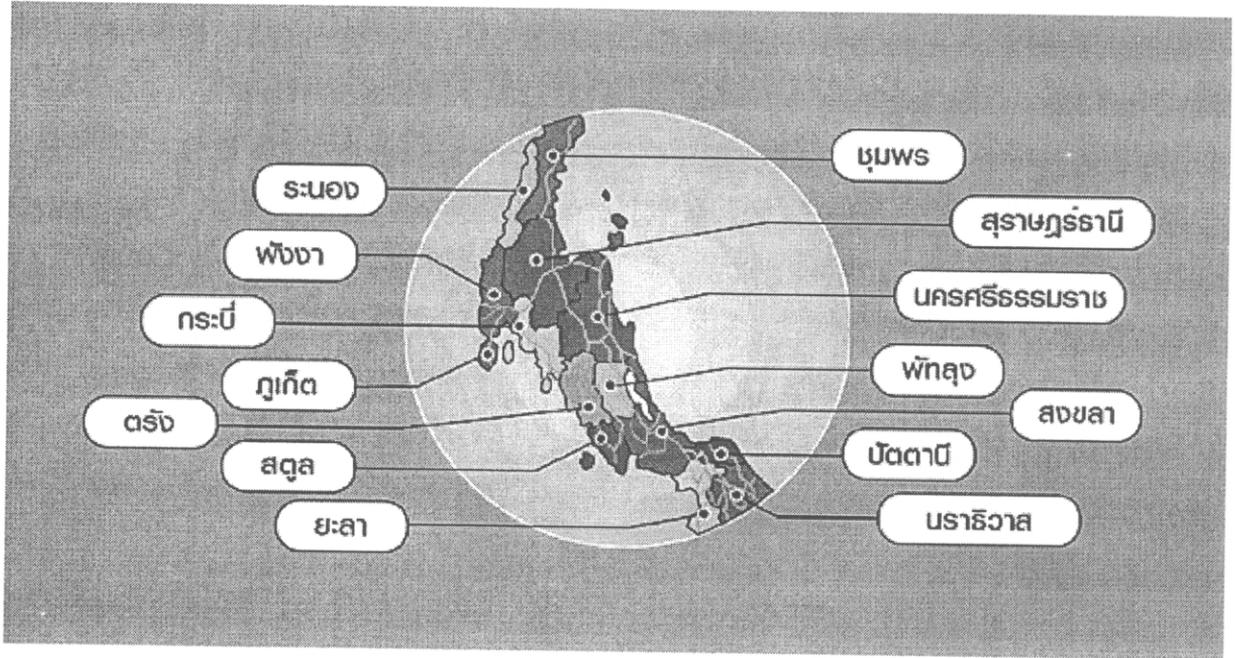 ชุมพร
ระนอง
สุราษฎร์ธานี
พังงา
นครศรีธรรมราช
กระบี่
พัทลุง
ภูเก็ต
สงขลา
ตรัง
ปัตตานี
สตูล
นราธิวาส
ยะลา